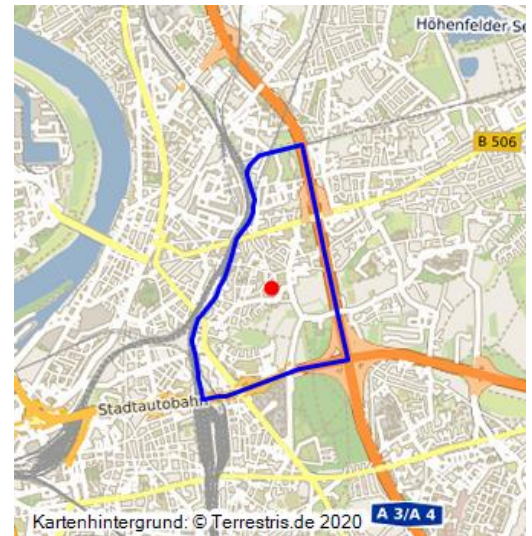 Höhenfelder Se
B 506
Stadtautobahn
Kartenhintergrund: © Terrestris.de 2020
A 3/A 4